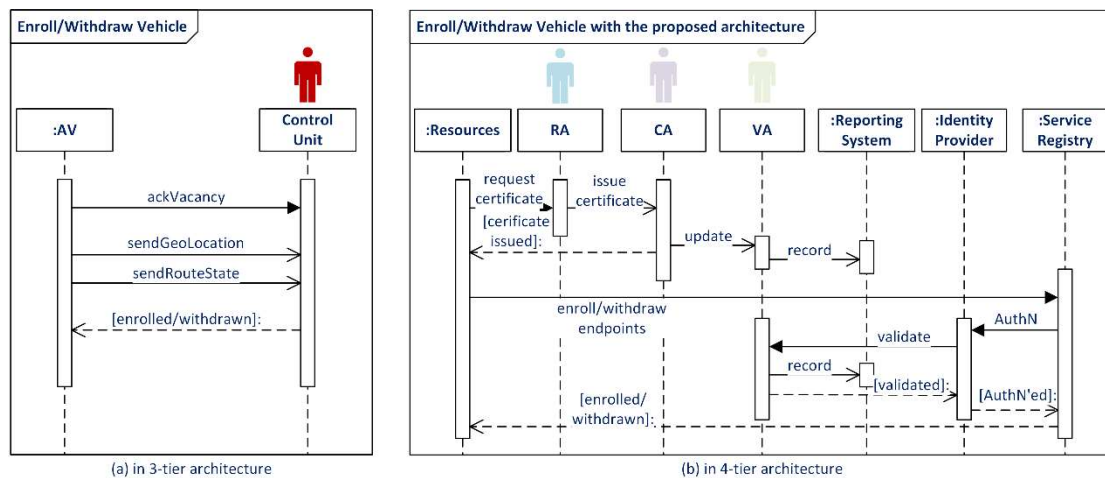 Enroll/Withdraw Vehicle
:AV
Control
Unit
ackVacancy
sendGeoLocation
sendRouteState
[enrolled/withdrawn]:
(a) in 3-tier architecture
Enroll/Withdraw Vehicle with the proposed architecture
:Resources
RA
CA
VA
:Reporting
System
:Identity
Provider
:Service
Registry
request
certificate
issue
certificate
[cerificate
issued]:
update
record
enroll/withdraw
endpoints
AuthN
validate
record
[validated]:
[AuthN'ed]:
[enrolled/
withdrawn]:
(b) in 4-tier architecture